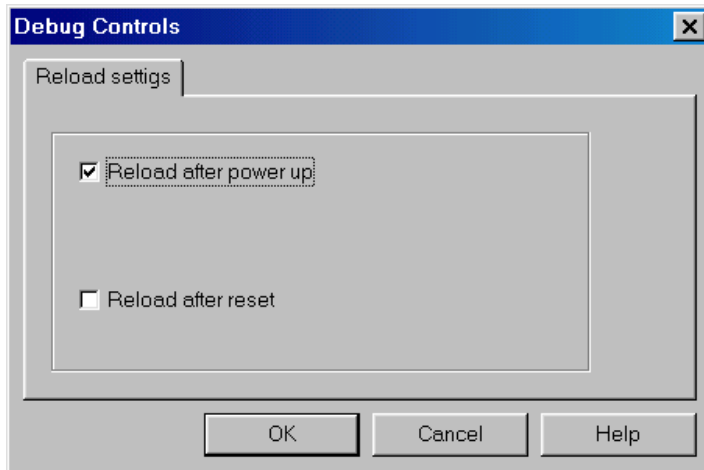 Debug Controls
Reload settigs
Reload after power up
Reload after reset
OK Cancel Help